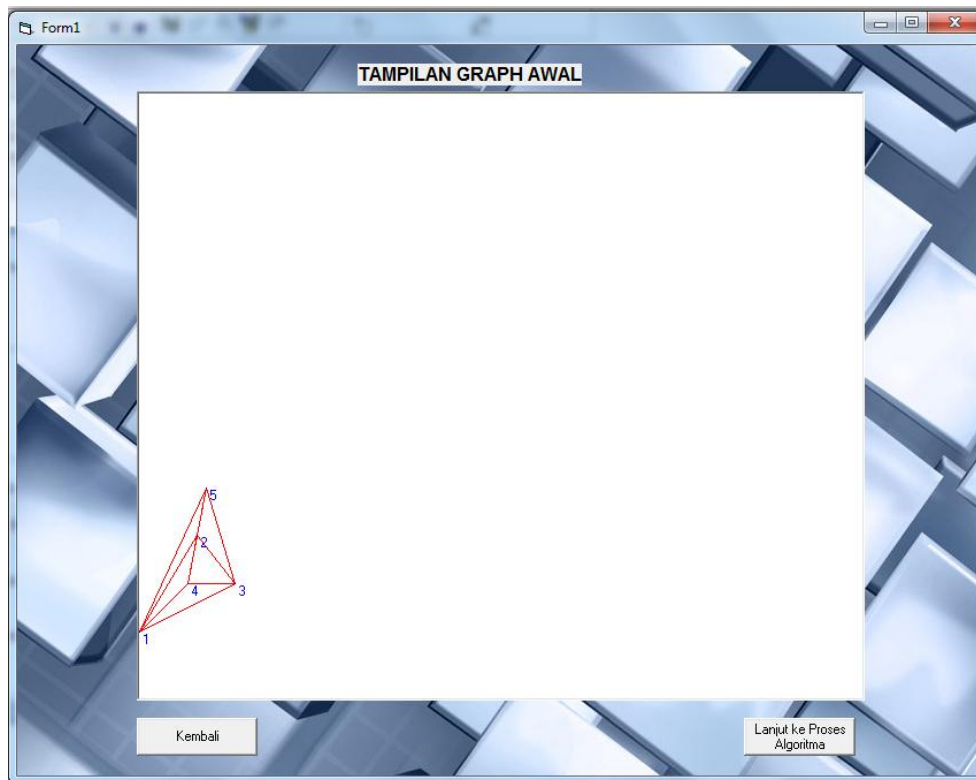 Form1
TAMPILAN GRAPH AWAL
5
2
4
3
1
Kembali
Lanjut ke Proses
Algoritma